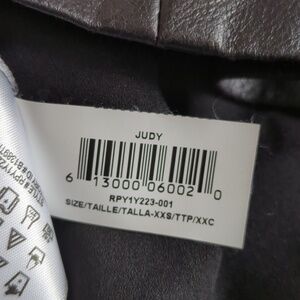 JUDY
6 13000 06002 0
RPY1Y223-001
SIZE/TAILLE/TALLA-XXS/TTP/XXC